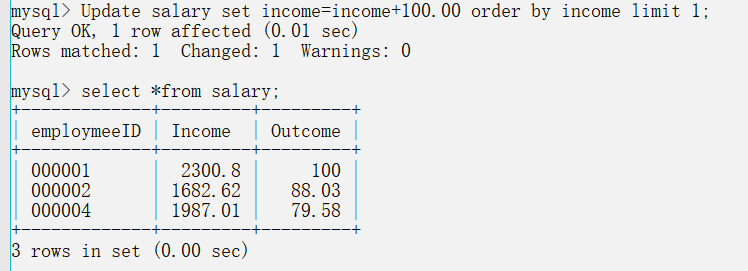 mysql> Update salary set income=income+100.00 order by income limit 1;
Query OK, 1 row affected (0.01 sec)
Rows matched: 1  Changed: 1  Warnings: 0
mysql> select *from salary;
employmeeID | Income | Outcome
000001 | 2300.8 | 100
000002 | 1682.62 | 88.03
000004 | 1987.01 | 79.58
3 rows in set (0.00 sec)